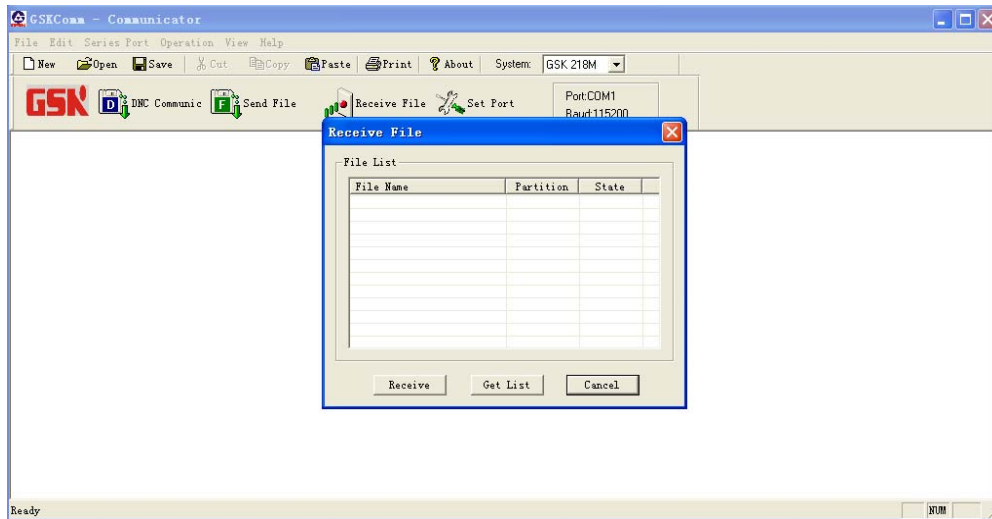 GSKComm - Communicator
File Edit Series Port Operation View Help
New Open Save Cut Copy Paste Print About System: GSK 218M
GSK DNC Communic Send File Receive File Set Port Port:COM1
Baud:115200
Receive File
File List
File Name Partition State
Receive Get List Cancel
Ready NUM